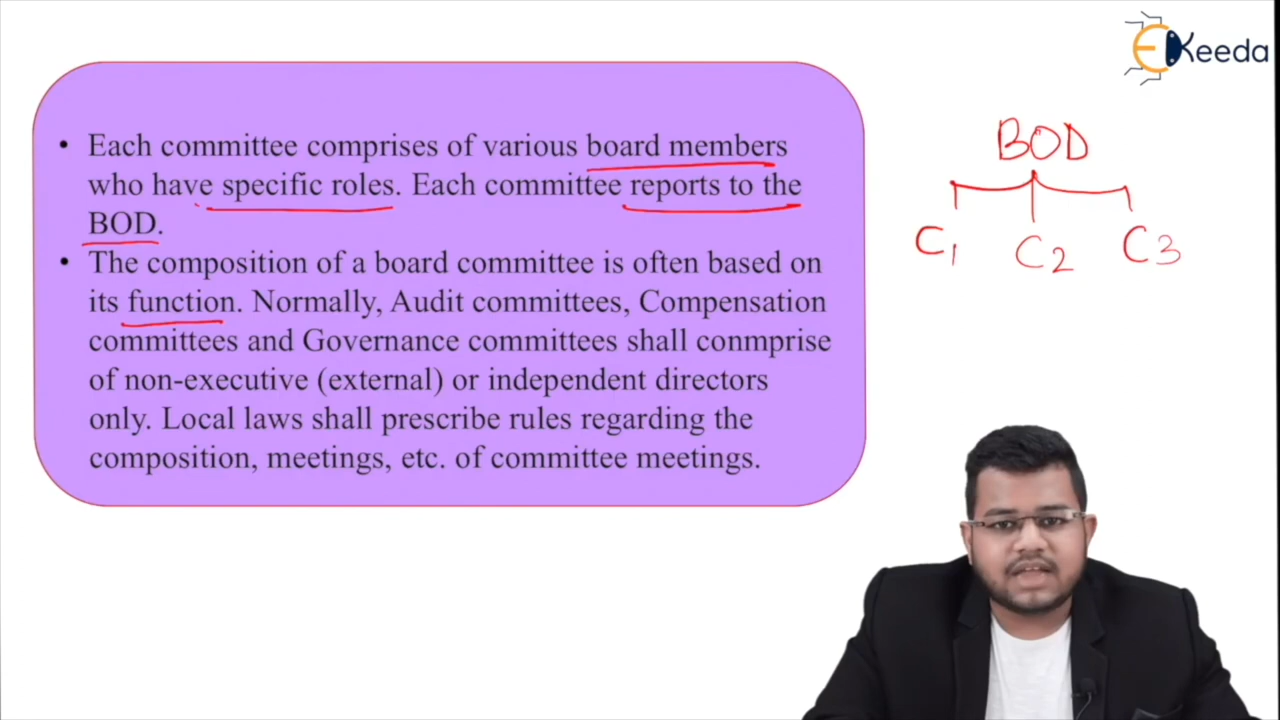 EKeeda
• Each committee comprises of various board members
who have specific roles. Each committee reports to the
BOD.
• The composition of a board committee is often based on
its function. Normally, Audit committees, Compensation
committees and Governance committees shall conmprise
of non-executive (external) or independent directors
only. Local laws shall prescribe rules regarding the
composition, meetings, etc. of committee meetings.
BOD
C1 C2 C3